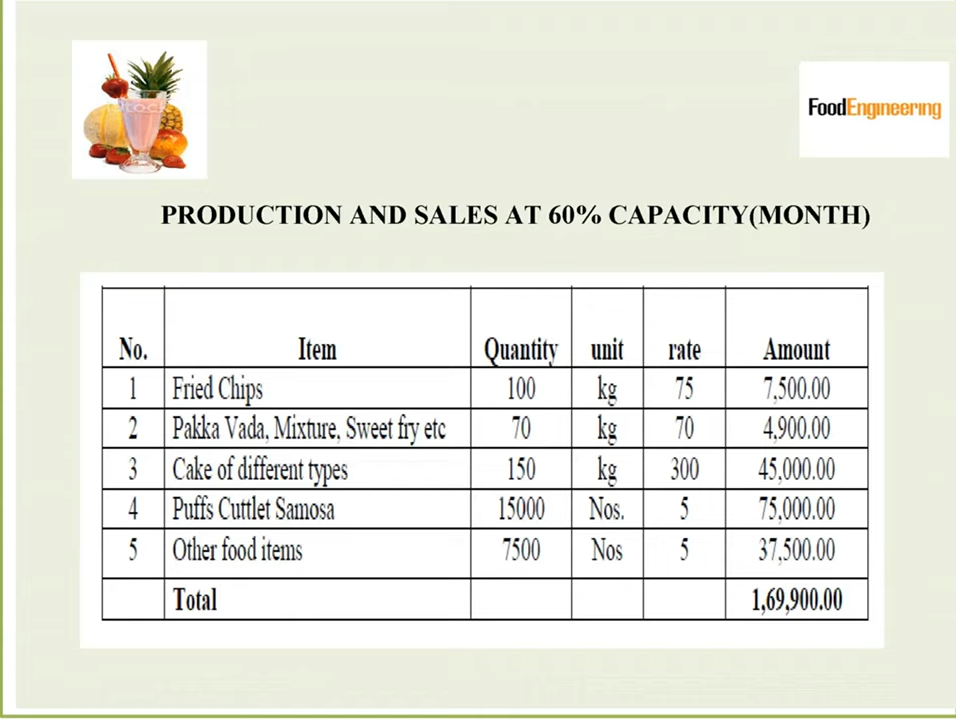 FoodEngineering
PRODUCTION AND SALES AT 60% CAPACITY(MONTH)
No. Item Quantity unit rate Amount
1 Fried Chips 100 kg 75 7,500.00
2 Pakka Vada, Mixture, Sweet fry etc 70 kg 70 4,900.00
3 Cake of different types 150 kg 300 45,000.00
4 Puffs Cuttlet Samosa 15000 Nos. 5 75,000.00
5 Other food items 7500 Nos 5 37,500.00
Total 1,69,900.00